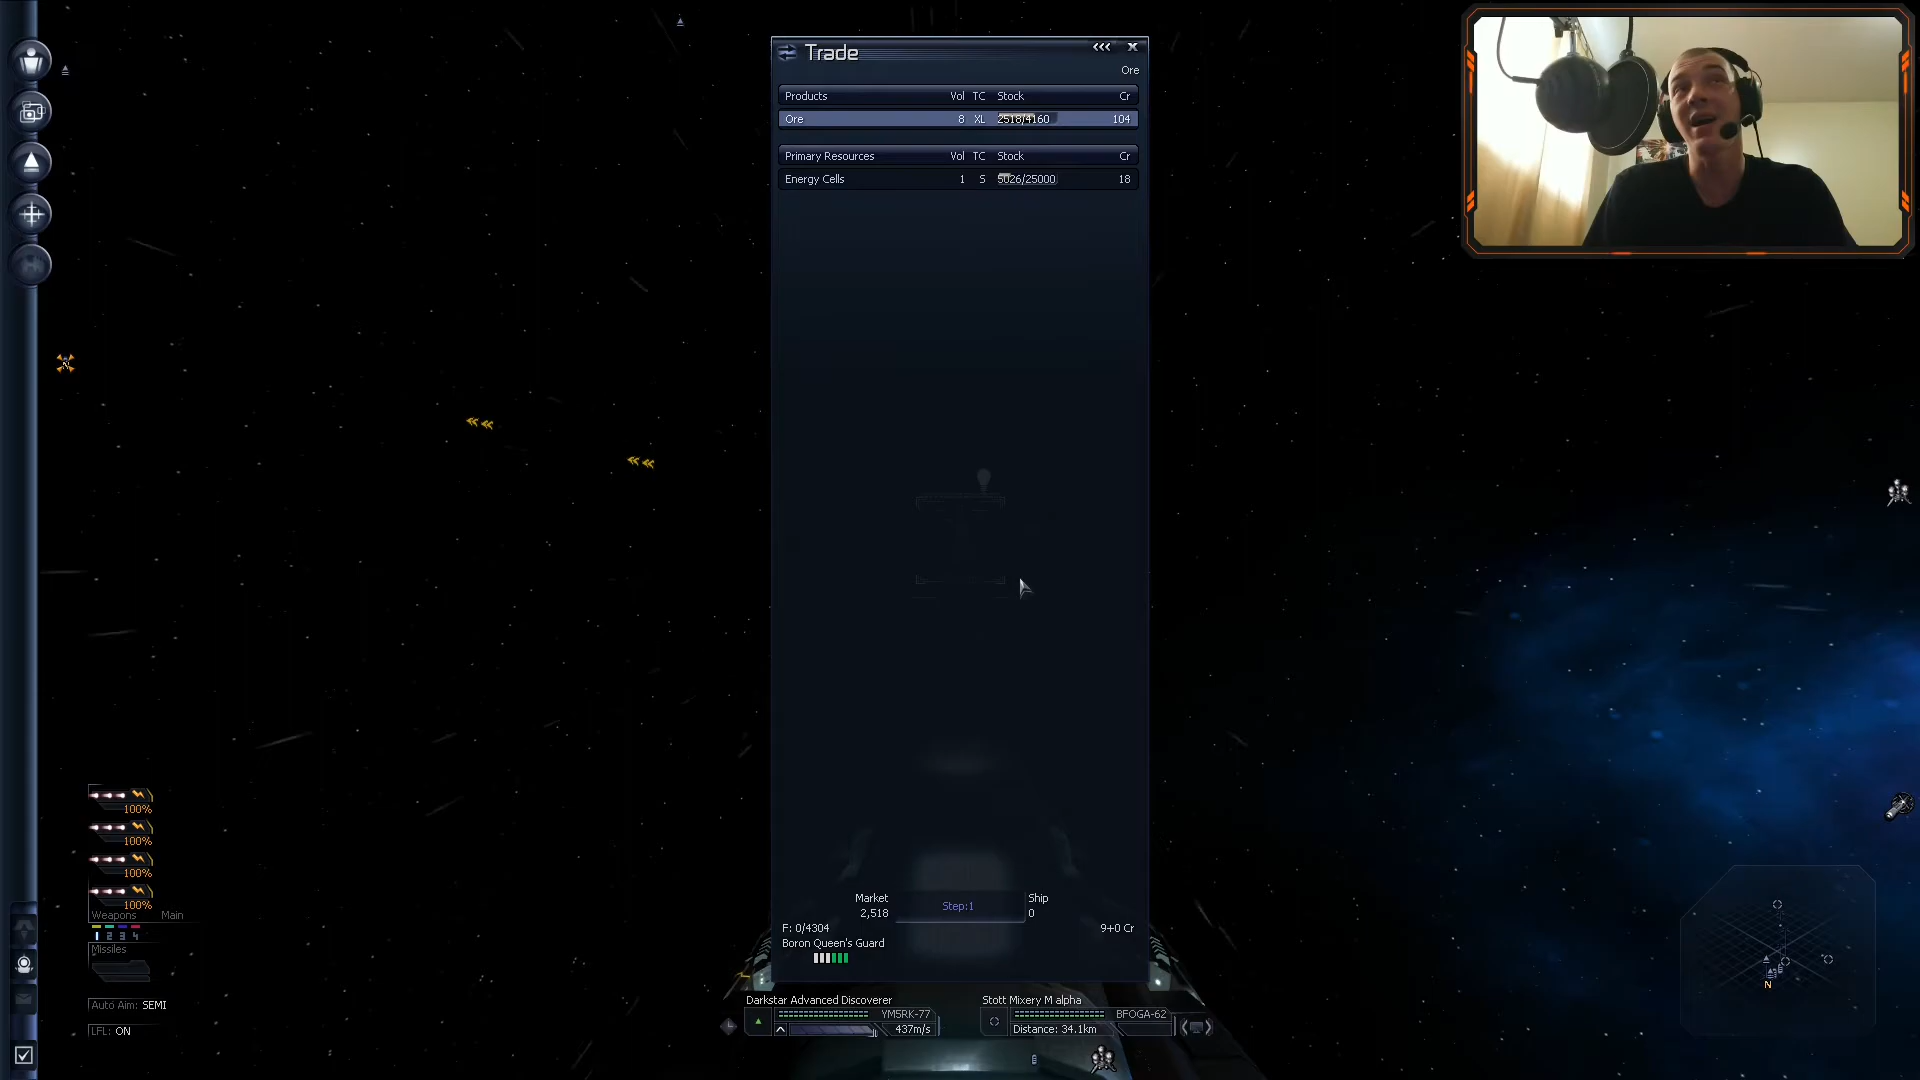 Trade
Ore
Products Vol TC Stock Cr
Ore 8 XL 2518/4160 104
Primary Resources Vol TC Stock Cr
Energy Cells 1 S 5026/25000 18
100%
100%
100%
100%
Weapons Main
1 2 3 4
Missiles
Auto Aim: SEMI
LFL: ON
Market Ship
2,518 Step:1 0
F: 0/4304 9+0 Cr
Boron Queen's Guard
Darkstar Advanced Discoverer
YM5RK-77
437m/s
Stott Mixery M alpha
BFOGA-62
Distance: 34.1km
N